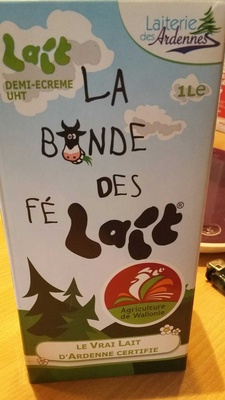 Laiterie
des Ardennes
Lait
DEMI-ECREME
UHT
1Le
LA
BONDE
DES
FÉ Lait®
Agriculture
de Wallonie
LE VRAI LAIT
D'ARDENNE CERTIFIE